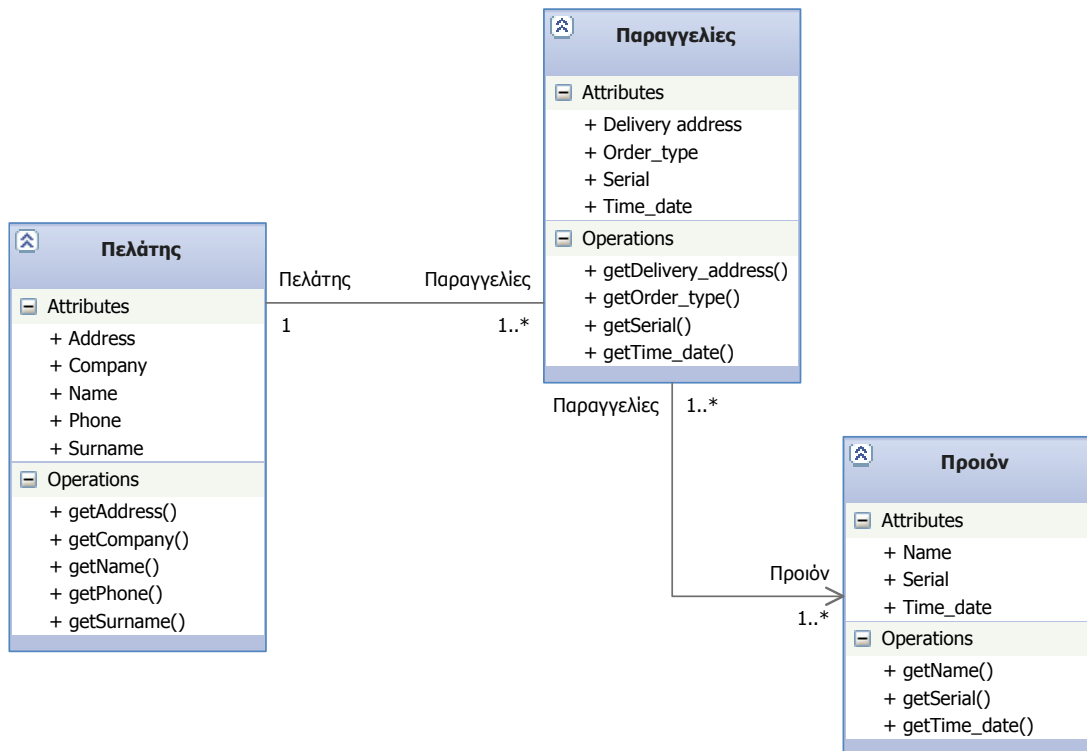 Παραγγελίες
Attributes
+ Delivery address
+ Order_type
+ Serial
+ Time_date
Operations
+ getDelivery_address()
+ getOrder_type()
+ getSerial()
+ getTime_date()
Πελάτης
Attributes
+ Address
+ Company
+ Name
+ Phone
+ Surname
Operations
+ getAddress()
+ getCompany()
+ getName()
+ getPhone()
+ getSurname()
Πελάτης
Παραγγελίες
1
1..*
Παραγγελίες
1..*
Προιόν
1..*
Προιόν
Attributes
+ Name
+ Serial
+ Time_date
Operations
+ getName()
+ getSerial()
+ getTime_date()